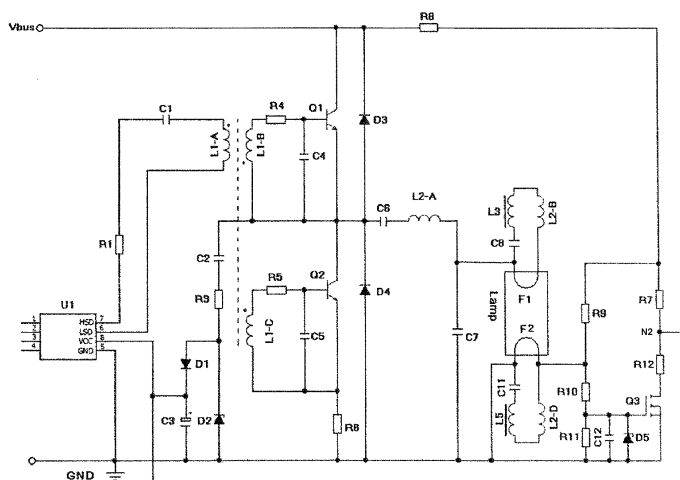 Vbus
R8
C1
R4
Q1
D3
L1-A
L1-B
C4
L2-A
C6
L3
L2-B
C8
R1
C2
R5
Q2
D4
R3
U1
1
2
3
4
HSD
LSD
VCC
GND
7
6
8
5
L1-C
C5
C7
Lamp
F1
F2
R9
R7
N2
R12
D1
C3
+
D2
R6
C11
L5
L2-D
R10
R11
C12
D5
Q3
GND